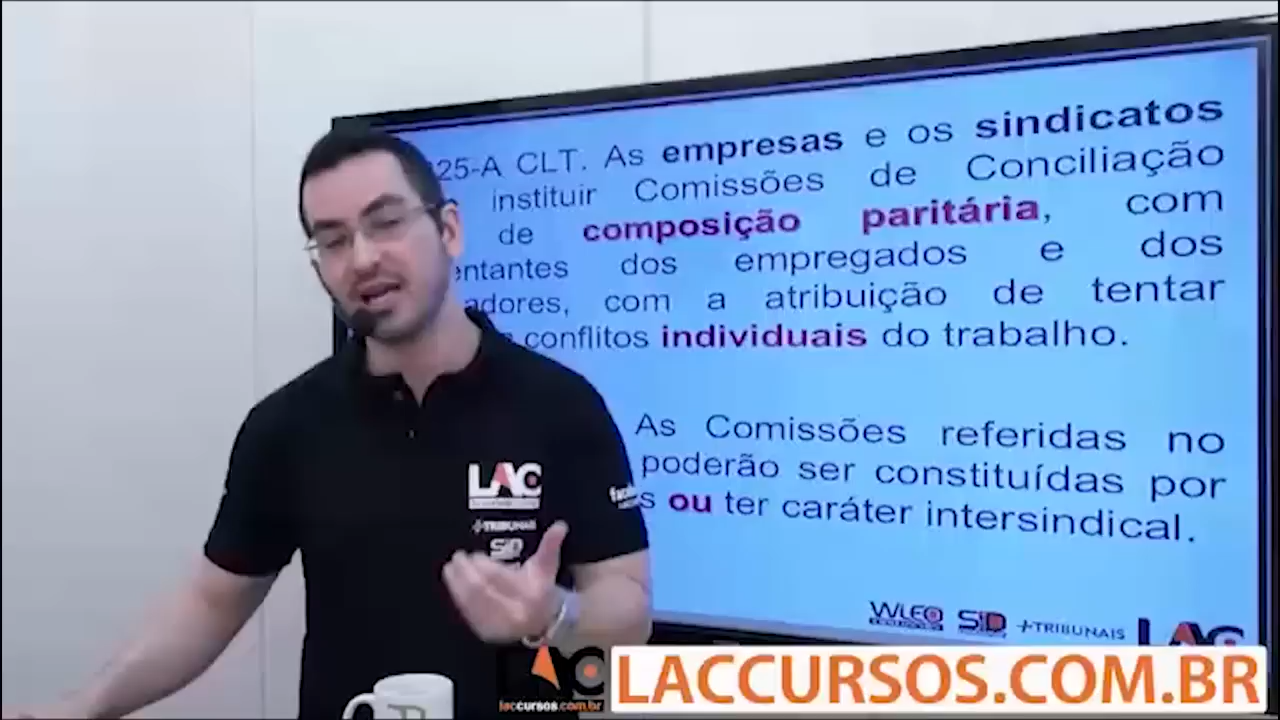 25-A CLT. As empresas e os sindicatos
instituir Comissões de Conciliação
de composição paritária, com
entantes dos empregados e dos
adores, com a atribuição de tentar
conflitos individuais do trabalho.
As Comissões referidas no
poderão ser constituídas por
s ou ter caráter intersindical.
LAC
+TRIBUNAIS
SID
WLEO SID +TRIBUNAIS LAC
LAC
laccursos.com.br
LACCURSOS.COM.BR